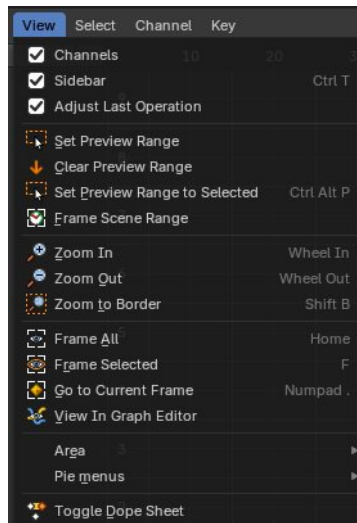 View Select Channel Key
Channels
Sidebar Ctrl T
Adjust Last Operation
Set Preview Range
Clear Preview Range
Set Preview Range to Selected Ctrl Alt P
Frame Scene Range
Zoom In Wheel In
Zoom Out Wheel Out
Zoom to Border Shift B
Frame All Home
Frame Selected F
Go to Current Frame Numpad .
View In Graph Editor
Area
Pie menus
Toggle Dope Sheet